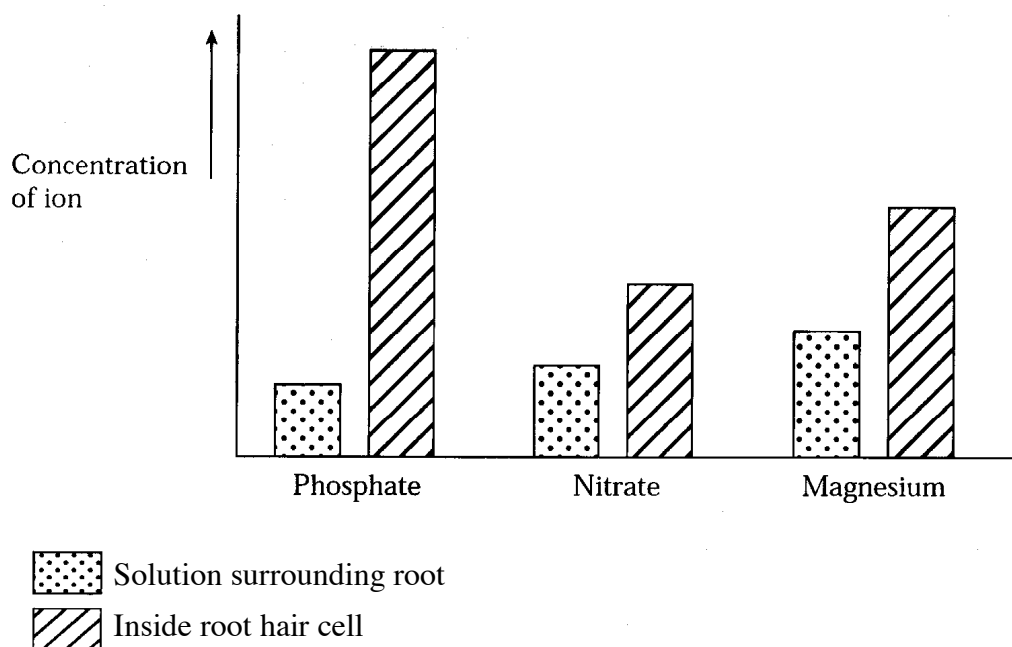 Concentration
of ion
Phosphate
Nitrate
Magnesium
Solution surrounding root
Inside root hair cell